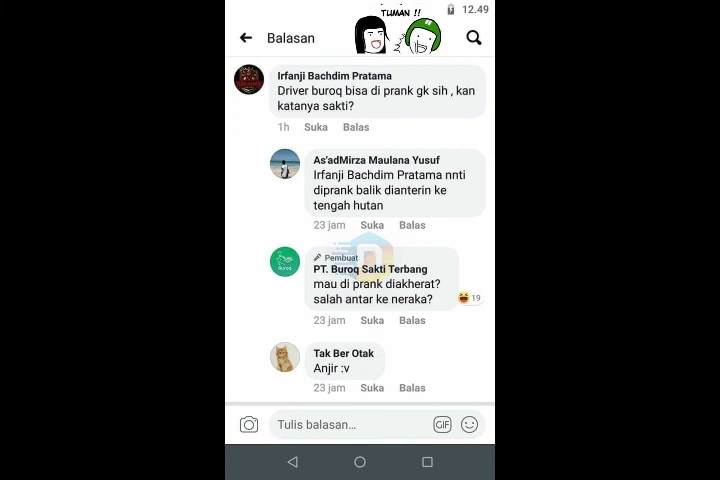 TUMAN !!
12.49
Balasan
Irfanji Bachdim Pratama
Driver buroq bisa di prank gk sih , kan
katanya sakti?
1h Suka Balas
As'adMirza Maulana Yusuf
Irfanji Bachdim Pratama nnti
diprank balik dianterin ke
tengah hutan
23 jam Suka Balas
Pembuat
Buroq
PT. Buroq Sakti Terbang
mau di prank diakherat?
salah antar ke neraka?
19
23 jam Suka Balas
Tak Ber Otak
Anjir :v
23 jam Suka Balas
Tulis balasan...
GIF